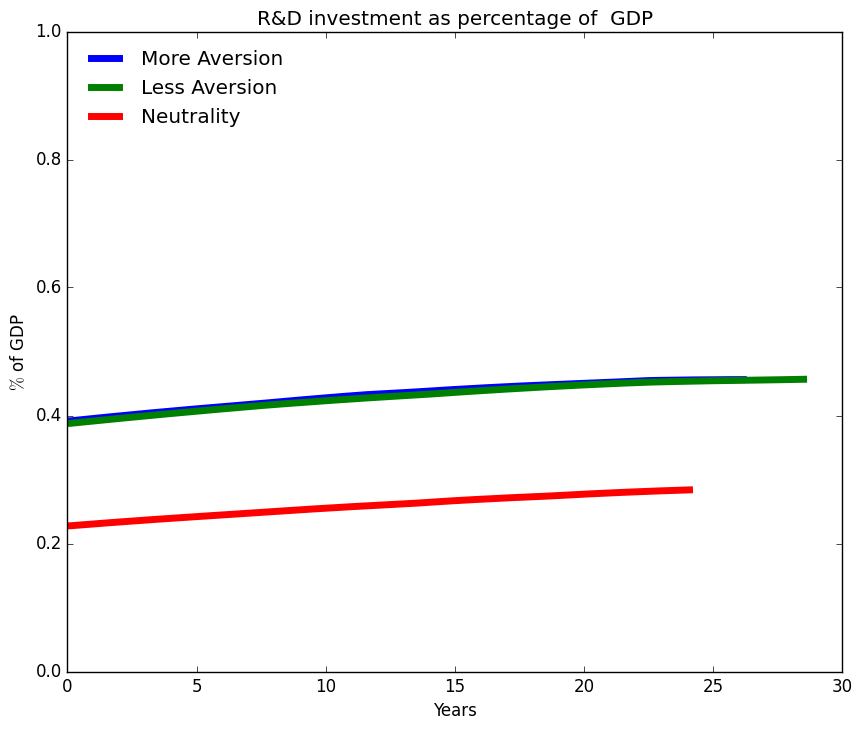 R&D investment as percentage of  GDP
More Aversion
Less Aversion
Neutrality
1.0
0.8
0.6
0.4
0.2
0.0
% of GDP
0 5 10 15 20 25 30
Years